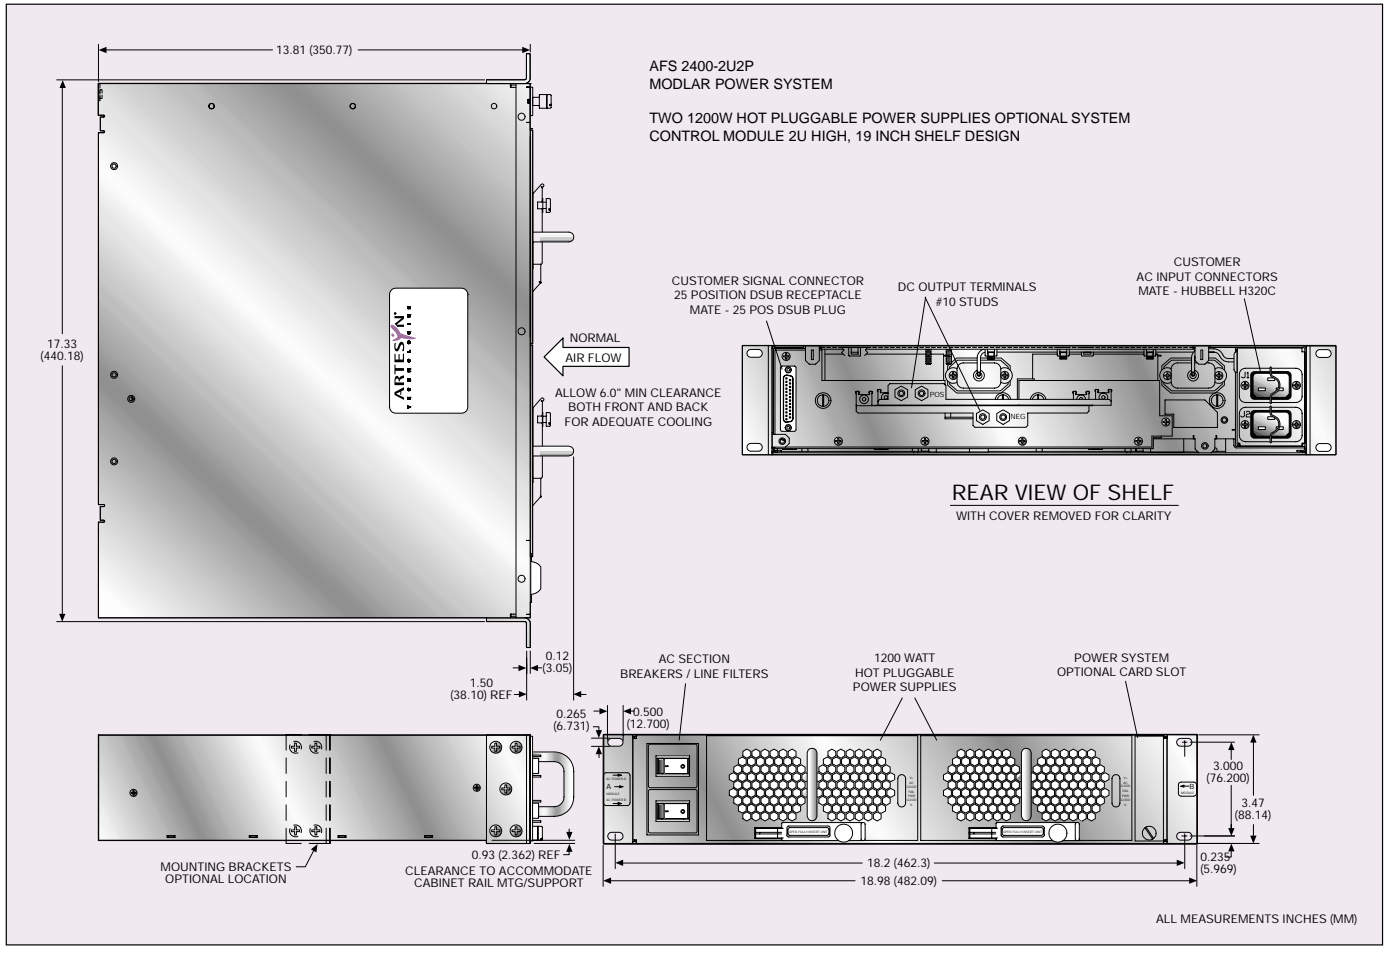 13.81 (350.77)
AFS 2400-2U2P
MODLAR POWER SYSTEM
TWO 1200W HOT PLUGGABLE POWER SUPPLIES OPTIONAL SYSTEM
CONTROL MODULE 2U HIGH, 19 INCH SHELF DESIGN
17.33
(440.18)
ARTESYN
NORMAL
AIR FLOW
ALLOW 6.0" MIN CLEARANCE
BOTH FRONT AND BACK
FOR ADEQUATE COOLING
CUSTOMER SIGNAL CONNECTOR
25 POSITION DSUB RECEPTACLE
MATE - 25 POS DSUB PLUG
DC OUTPUT TERMINALS
#10 STUDS
CUSTOMER
AC INPUT CONNECTORS
MATE - HUBBELL H320C
J1
POS
J2
NEG
REAR VIEW OF SHELF
WITH COVER REMOVED FOR CLARITY
0.12
(3.05)
1.50
(38.10) REF
AC SECTION
BREAKERS / LINE FILTERS
1200 WATT
HOT PLUGGABLE
POWER SUPPLIES
POWER SYSTEM
OPTIONAL CARD SLOT
0.265
(6.731)
0.500
(12.700)
A
B
3.000
(76.200)
3.47
(88.14)
0.93 (2.362) REF
CLEARANCE TO ACCOMMODATE
CABINET RAIL MTG/SUPPORT
MOUNTING BRACKETS
OPTIONAL LOCATION
18.2 (462.3)
0.235
(5.969)
18.98 (482.09)
ALL MEASUREMENTS INCHES (MM)